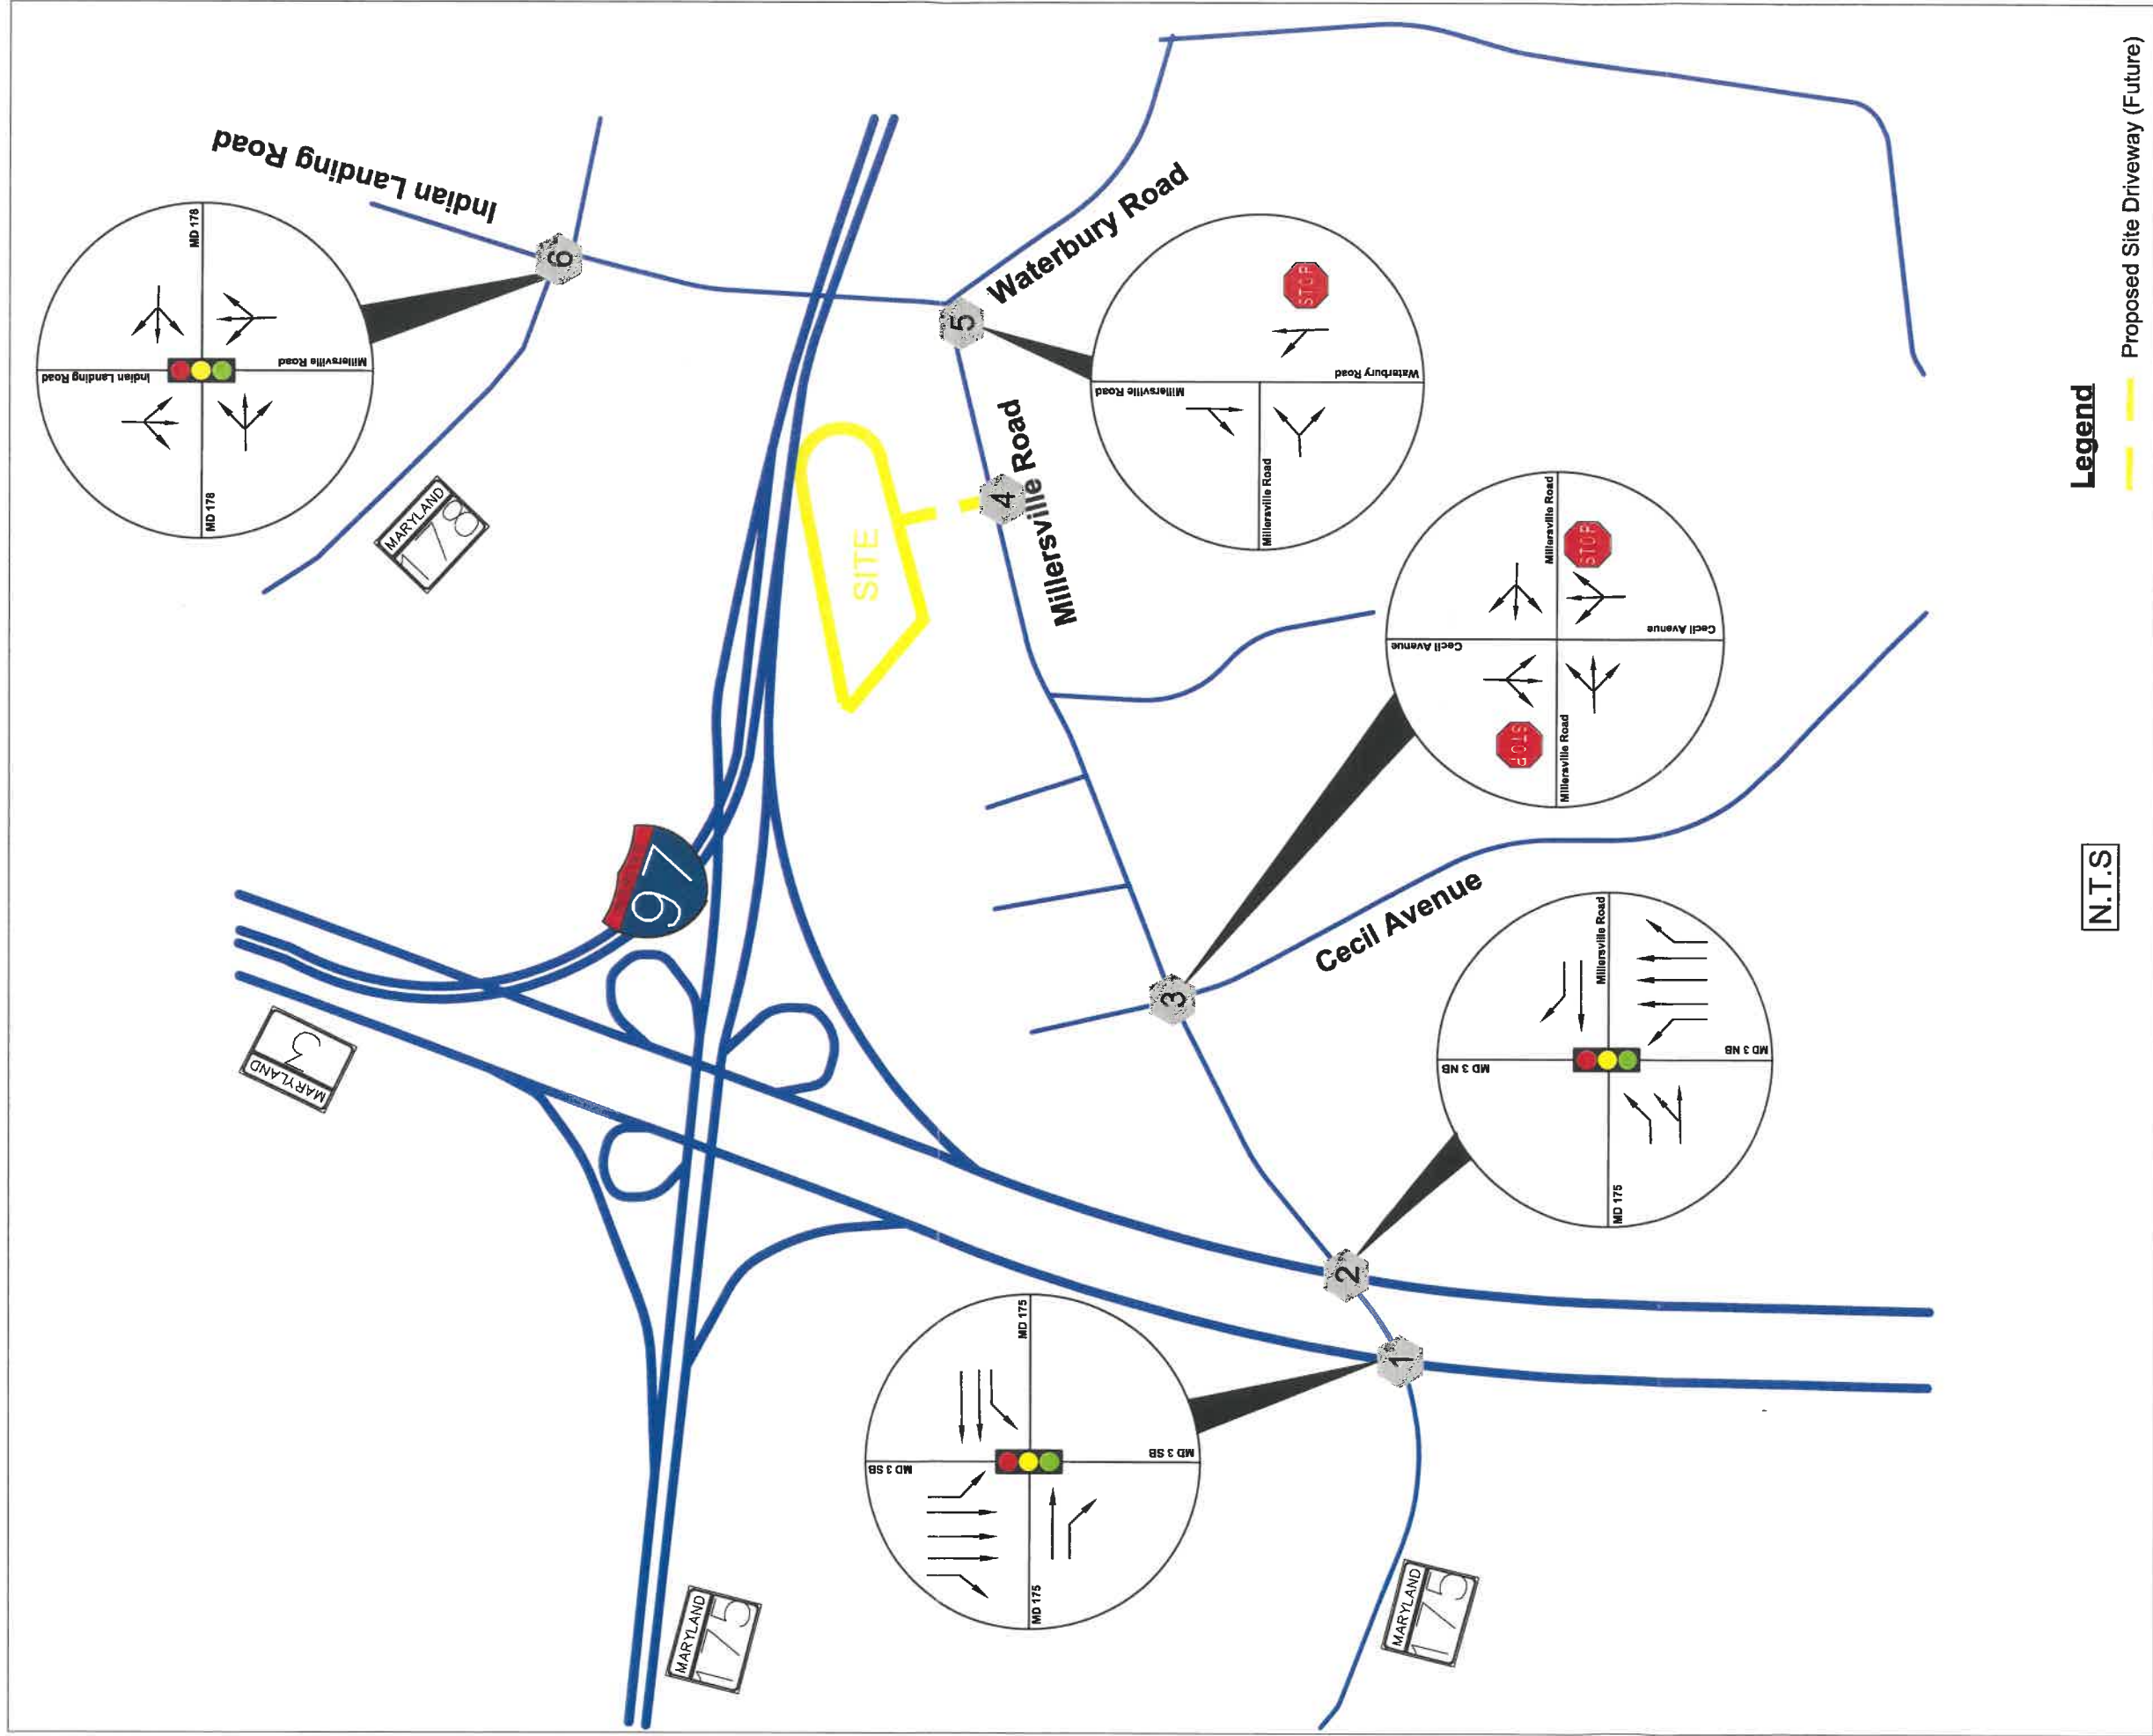 Indian Landing Road
MD 178
Indian Landing Road
Millersville Road
MD 178
6
MARYLAND
178
SITE
Waterbury Road
5
STOP
Millersville Road
Waterbury Road
Millersville Road
4
Millersville Road
97
Millersville Road
STOP
Cecil Avenue
Cecil Avenue
STOP
Millersville Road
3
Cecil Avenue
MARYLAND
3
Millersville Road
MD 3 NB
MD 3 NB
MD 175
2
1
MD 175
MD 3 SB
MD 3 SB
MD 175
MARYLAND
175
MARYLAND
175
Legend
Proposed Site Driveway (Future)
N.T.S